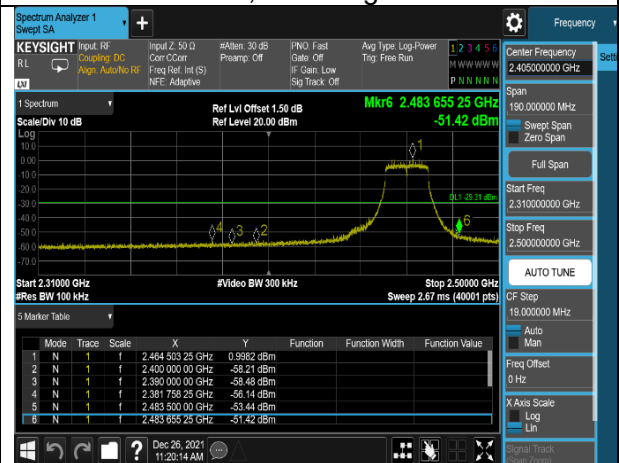 Spectrum Analyzer 1
Swept SA
+
Frequency
KEYSIGHT Input: RF
RL
Coupling: DC
Align: Auto/No RF
LXI
Input Z: 50 Ω
Corr CCorr
Freq Ref: Int (S)
NFE: Adaptive
#Atten: 30 dB
Preamp: Off
PNO: Fast
Gate: Off
IF Gain: Low
Sig Track: Off
Avg Type: Log-Power
Trig: Free Run
1 2 3 4 5 6
M W W W W W
P N N N N N
1 Spectrum
Scale/Div 10 dB
Ref Lvl Offset 1.50 dB
Ref Level 20.00 dBm
Mkr6 2.483 655 25 GHz
-51.42 dBm
Log
10.0
0.00
-10.0
-20.0
-30.0
-40.0
-50.0
-60.0
-70.0
1
DL1 -29.31 dBm
4
3
2
6
Start 2.31000 GHz
#Res BW 100 kHz
#Video BW 300 kHz
Stop 2.50000 GHz
Sweep 2.67 ms (40001 pts)
5 Marker Table
Mode Trace Scale X Y Function Function Width Function Value
1 N 1 f 2.464 503 25 GHz 0.9982 dBm
2 N 1 f 2.400 000 00 GHz -58.21 dBm
3 N 1 f 2.390 000 00 GHz -58.48 dBm
4 N 1 f 2.381 758 25 GHz -56.14 dBm
5 N 1 f 2.483 500 00 GHz -53.44 dBm
6 N 1 f 2.483 655 25 GHz -51.42 dBm
Dec 26, 2021
11:20:14 AM
Center Frequency
2.405000000 GHz
Span
190.000000 MHz
Swept Span
Zero Span
Full Span
Start Freq
2.310000000 GHz
Stop Freq
2.500000000 GHz
AUTO TUNE
CF Step
19.000000 MHz
Auto
Man
Freq Offset
0 Hz
X Axis Scale
Log
Lin
Signal Track
(Span Zoom)